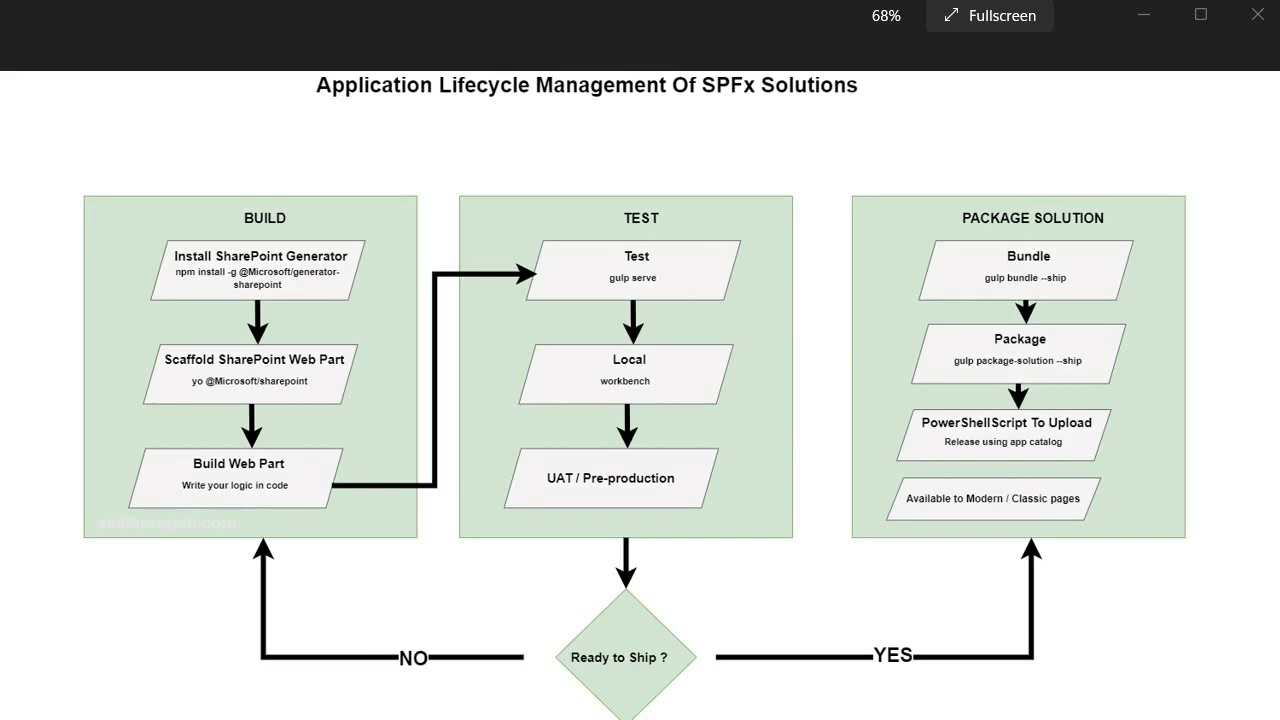 68%
Fullscreen
Application Lifecycle Management Of SPFx Solutions
BUILD
Install SharePoint Generator
npm install -g @Microsoft/generator-
sharepoint
Scaffold SharePoint Web Part
yo @Microsoft/sharepoint
Build Web Part
Write your logic in code
TEST
Test
gulp serve
Local
workbench
UAT / Pre-production
PACKAGE SOLUTION
Bundle
gulp bundle --ship
Package
gulp package-solution --ship
PowerShellScript To Upload
Release using app catalog
Available to Modern / Classic pages
NO
Ready to Ship ?
YES